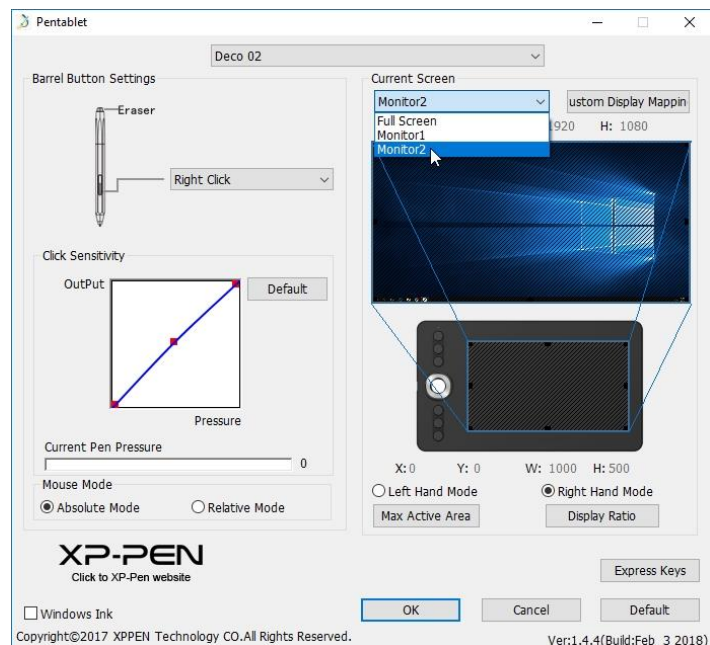 Pentablet
Deco 02
Barrel Button Settings
Eraser
Right Click
Click Sensitivity
OutPut
Default
Pressure
Current Pen Pressure
0
Mouse Mode
Absolute Mode
Relative Mode
XP-PEN
Click to XP-Pen website
Windows Ink
Copyright©2017 XPPEN Technology CO.All Rights Reserved.
Current Screen
Monitor2
ustom Display Mappin
Full Screen
Monitor1
Monitor2
1920 H: 1080
X: 0 Y: 0 W: 1000 H: 500
Left Hand Mode
Right Hand Mode
Max Active Area
Display Ratio
Express Keys
OK
Cancel
Default
Ver:1.4.4(Build:Feb 3 2018)